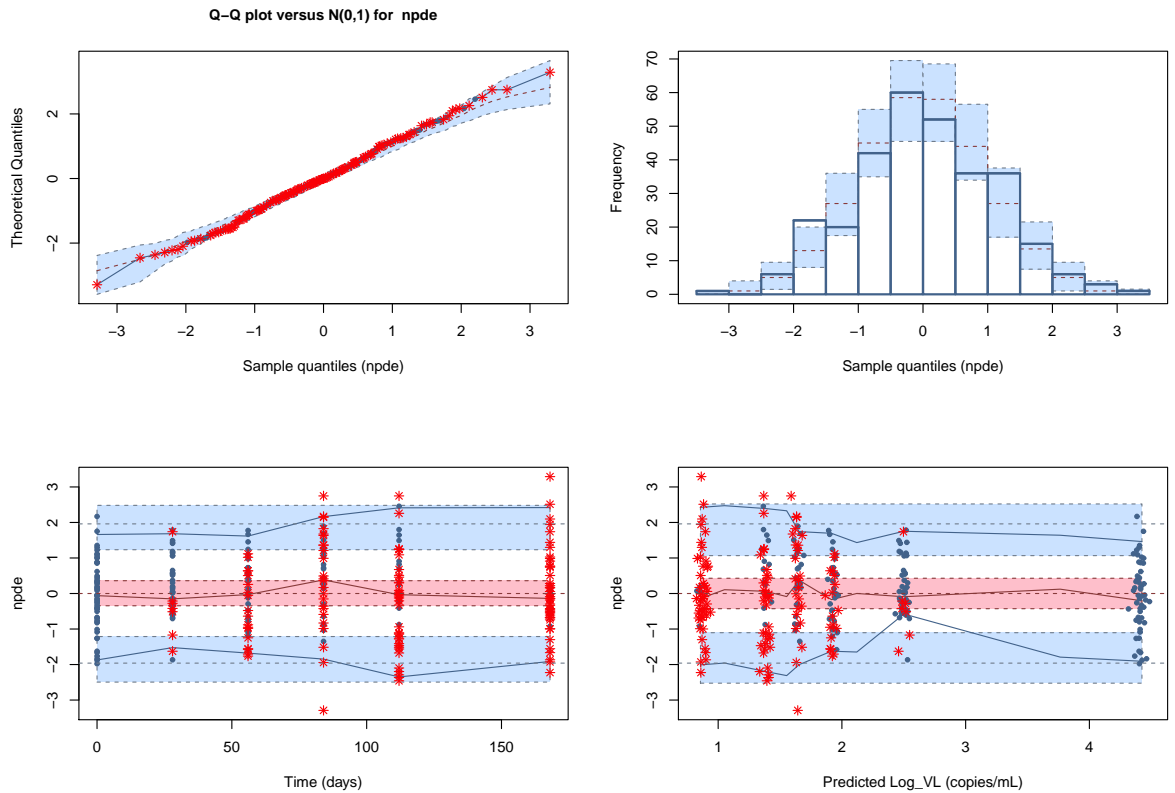 Q−Q plot versus N(0,1) for npde
Theoretical Quantiles
2
0
−2
−3 −2 −1 0 1 2 3
Sample quantiles (npde)
Frequency
70
60
50
40
30
20
10
0
−3 −2 −1 0 1 2 3
Sample quantiles (npde)
npde
3
2
1
0
−1
−2
−3
0 50 100 150
Time (days)
npde
3
2
1
0
−1
−2
−3
1 2 3 4
Predicted Log_VL (copies/mL)